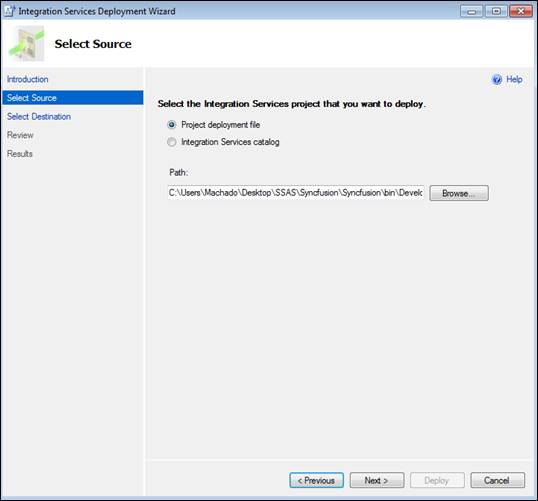 Integration Services Deployment Wizard
Select Source
Introduction
Select Source
Select Destination
Review
Results
Help
Select the Integration Services project that you want to deploy.
Project deployment file
Integration Services catalog
Path:
C:\Users\Machado\Desktop\SSAS\Syncfusion\Syncfusion\bin\Develc
Browse...
< Previous
Next >
Deploy
Cancel